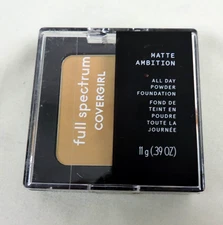 full spectrum
COVERGIRL
MATTE
AMBITION
ALL DAY
POWDER
FOUNDATION
FOND DE
TEINT EN
POUDRE
TOUTE LA
JOURNÉE
11 g (.39 OZ)